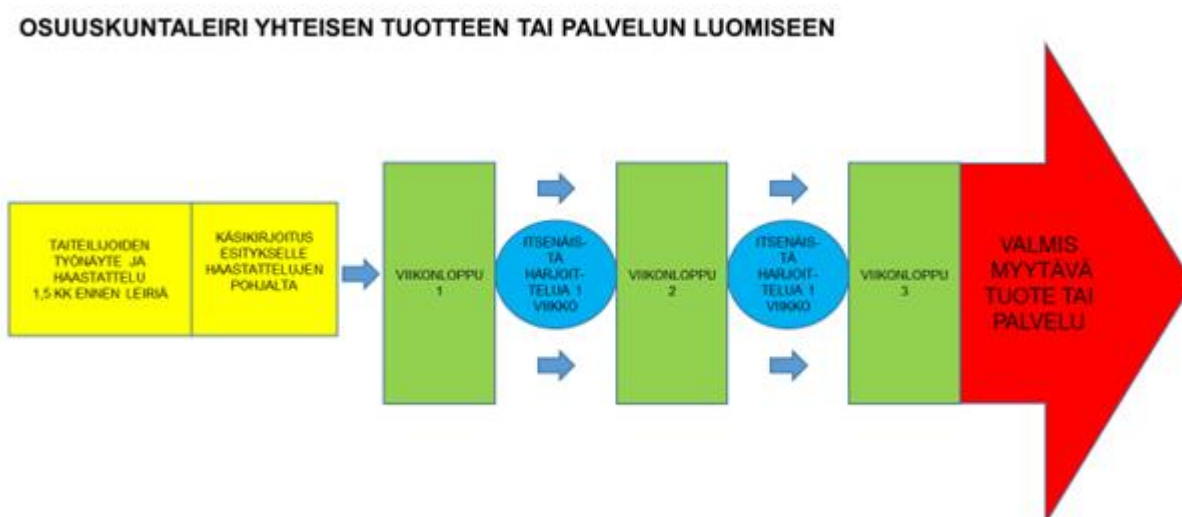 OSUUSKUNTALEIRI YHTEISEN TUOTTEEN TAI PALVELUN LUOMISEEN
TAITEILIJOIDEN
TYÖNÄYTE JA
HAASTATTELU
1,5 KK ENNEN LEIRIÄ
KÄSIKIRJOITUS
ESITYKSELLE
HAASTATTELUJEN
POHJALTA
VIIKONLOPPU
1
ITSENÄIS-
TÄ
HARJOIT-
TELUA 1
VIIKKO
VIIKONLOPPU
2
ITSENÄIS-
TÄ
HARJOIT-
TELUA 1
VIIKKO
VIIKONLOPPU
3
VALMIS
MYYTÄVÄ
TUOTE TAI
PALVELU